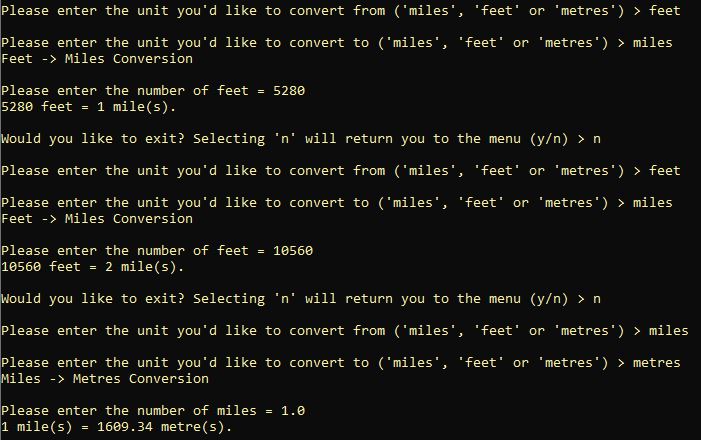 Please enter the unit you'd like to convert from ('miles', 'feet' or 'metres') > feet
Please enter the unit you'd like to convert to ('miles', 'feet' or 'metres') > miles
Feet -> Miles Conversion
Please enter the number of feet = 5280
5280 feet = 1 mile(s).
Would you like to exit? Selecting 'n' will return you to the menu (y/n) > n
Please enter the unit you'd like to convert from ('miles', 'feet' or 'metres') > feet
Please enter the unit you'd like to convert to ('miles', 'feet' or 'metres') > miles
Feet -> Miles Conversion
Please enter the number of feet = 10560
10560 feet = 2 mile(s).
Would you like to exit? Selecting 'n' will return you to the menu (y/n) > n
Please enter the unit you'd like to convert from ('miles', 'feet' or 'metres') > miles
Please enter the unit you'd like to convert to ('miles', 'feet' or 'metres') > metres
Miles -> Metres Conversion
Please enter the number of miles = 1.0
1 mile(s) = 1609.34 metre(s).